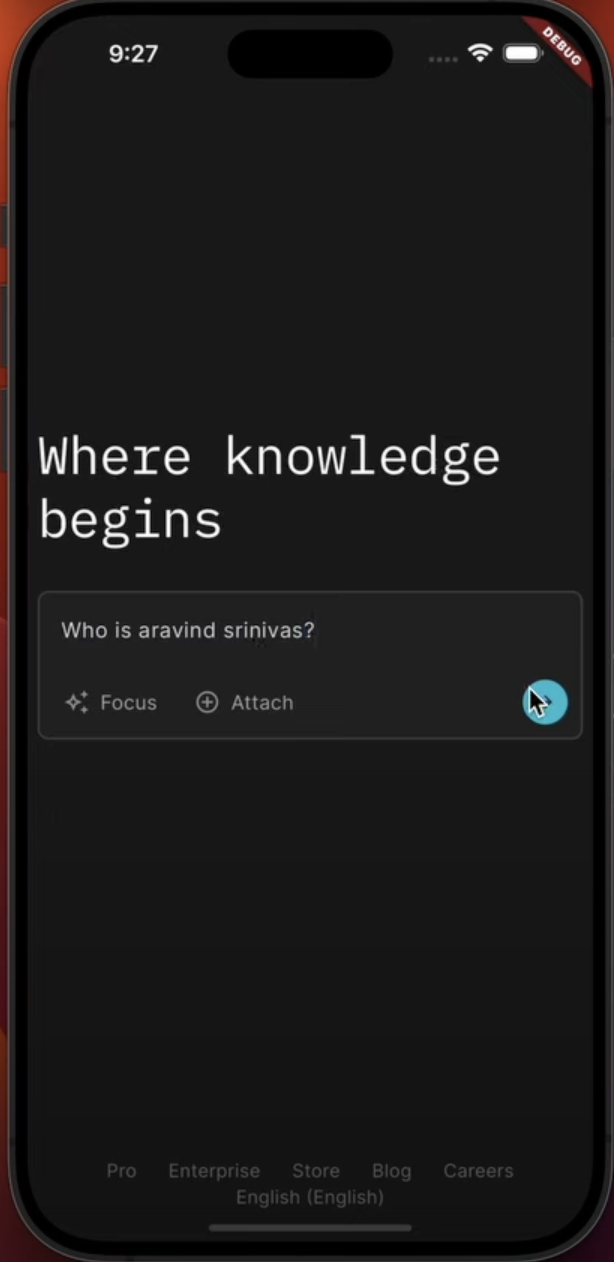 9:27
DEBUG
Where knowledge
begins
Who is aravind srinivas?
Focus Attach
Pro Enterprise Store Blog Careers
English (English)